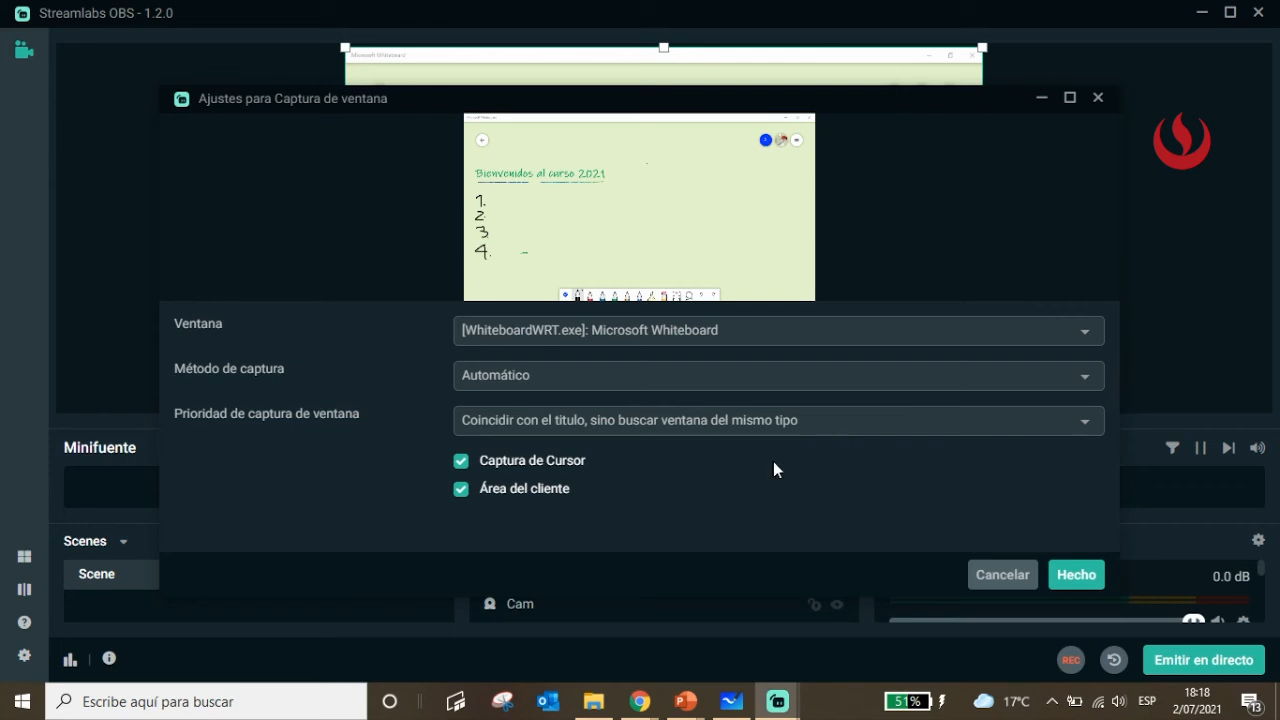 Streamlabs OBS - 1.2.0
Microsoft Whiteboard
Ajustes para Captura de ventana
Bienvenidos al curso 2021
1.
2.
3
4.
Ventana
[WhiteboardWRT.exe]: Microsoft Whiteboard
Método de captura
Automático
Prioridad de captura de ventana
Coincidir con el titulo, sino buscar ventana del mismo tipo
Captura de Cursor
Área del cliente
Minifuente
Scenes
Scene
Cancelar
Hecho
0.0 dB
Cam
REC
Emitir en directo
Escribe aquí para buscar
51%
17°C
ESP
18:18
2/07/2021
13